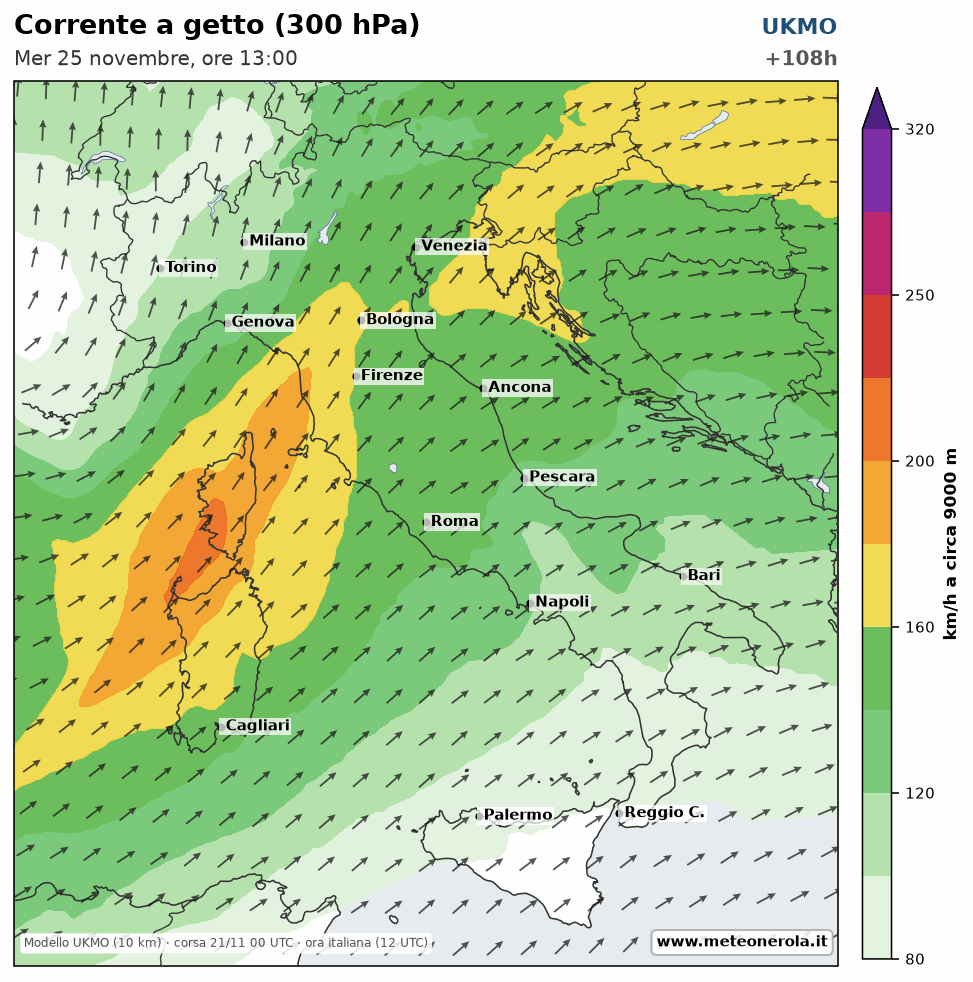 Corrente a getto (300 hPa)
UKMO
Mer 25 novembre, ore 13:00
+108h
Milano
Venezia
Torino
Genova
Bologna
Firenze
Ancona
Pescara
Roma
Bari
Napoli
Cagliari
Palermo
Reggio C.
320
250
200
160
120
80
km/h a circa 9000 m
Modello UKMO (10 km) · corsa 21/11 00 UTC · ora italiana (12 UTC)
www.meteonerola.it